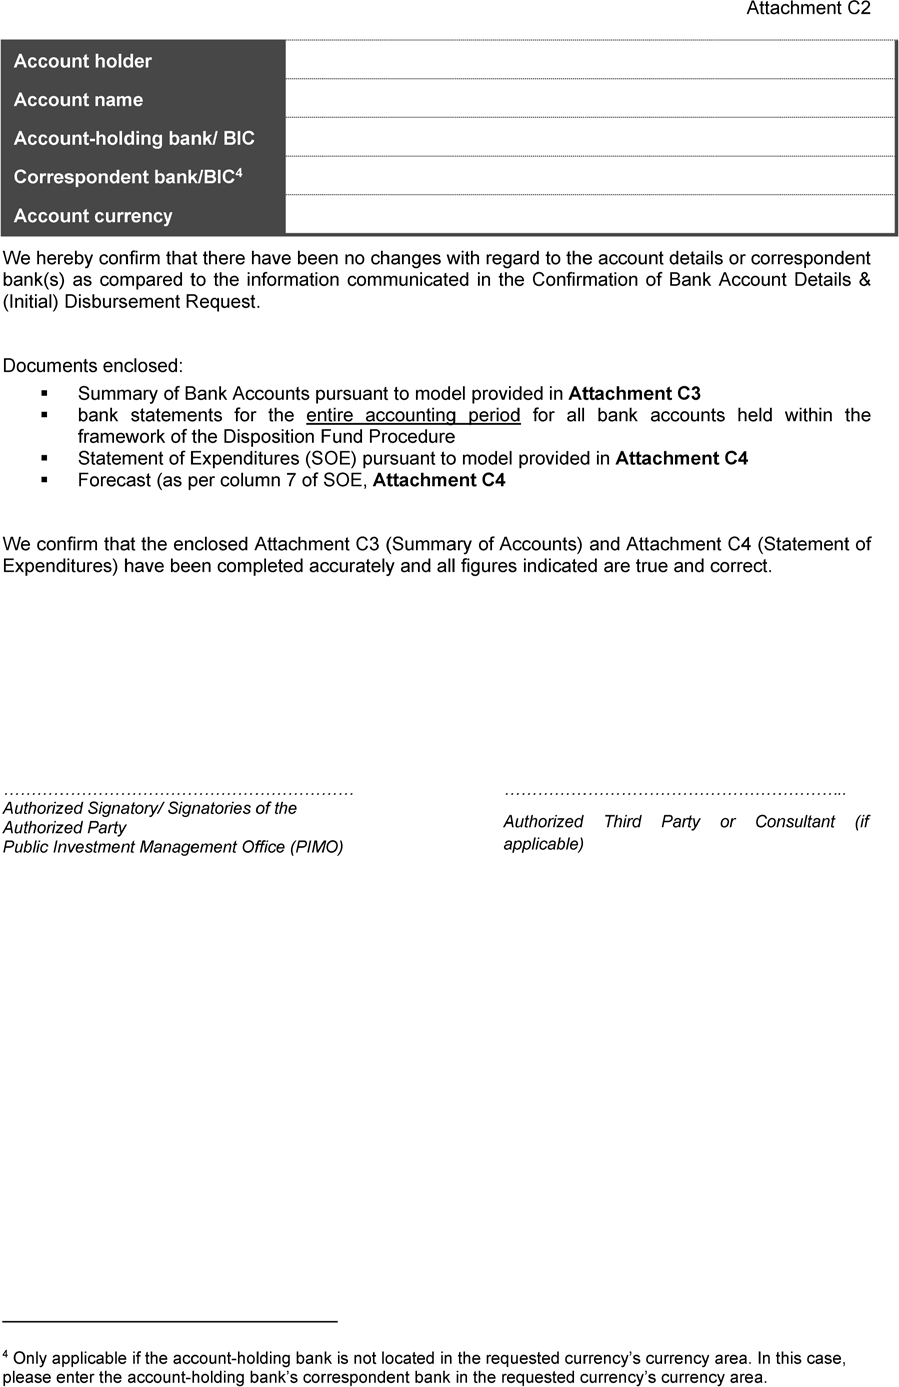 Attachment C2
Account holder
Account name
Account-holding bank/ BIC
Correspondent bank/BIC4
Account currency
We hereby confirm that there have been no changes with regard to the account details or correspondent
bank(s) as compared to the information communicated in the Confirmation of Bank Account Details &
(Initial) Disbursement Request.
Documents enclosed:
▪ Summary of Bank Accounts pursuant to model provided in Attachment C3
▪ bank statements for the entire accounting period for all bank accounts held within the
framework of the Disposition Fund Procedure
▪ Statement of Expenditures (SOE) pursuant to model provided in Attachment C4
▪ Forecast (as per column 7 of SOE, Attachment C4
We confirm that the enclosed Attachment C3 (Summary of Accounts) and Attachment C4 (Statement of
Expenditures) have been completed accurately and all figures indicated are true and correct.
………………………………………………………
Authorized Signatory/ Signatories of the
Authorized Party
Public Investment Management Office (PIMO)
……………………………………………………..
Authorized Third Party or Consultant (if
applicable)
4 Only applicable if the account-holding bank is not located in the requested currency’s currency area. In this case,
please enter the account-holding bank’s correspondent bank in the requested currency’s currency area.